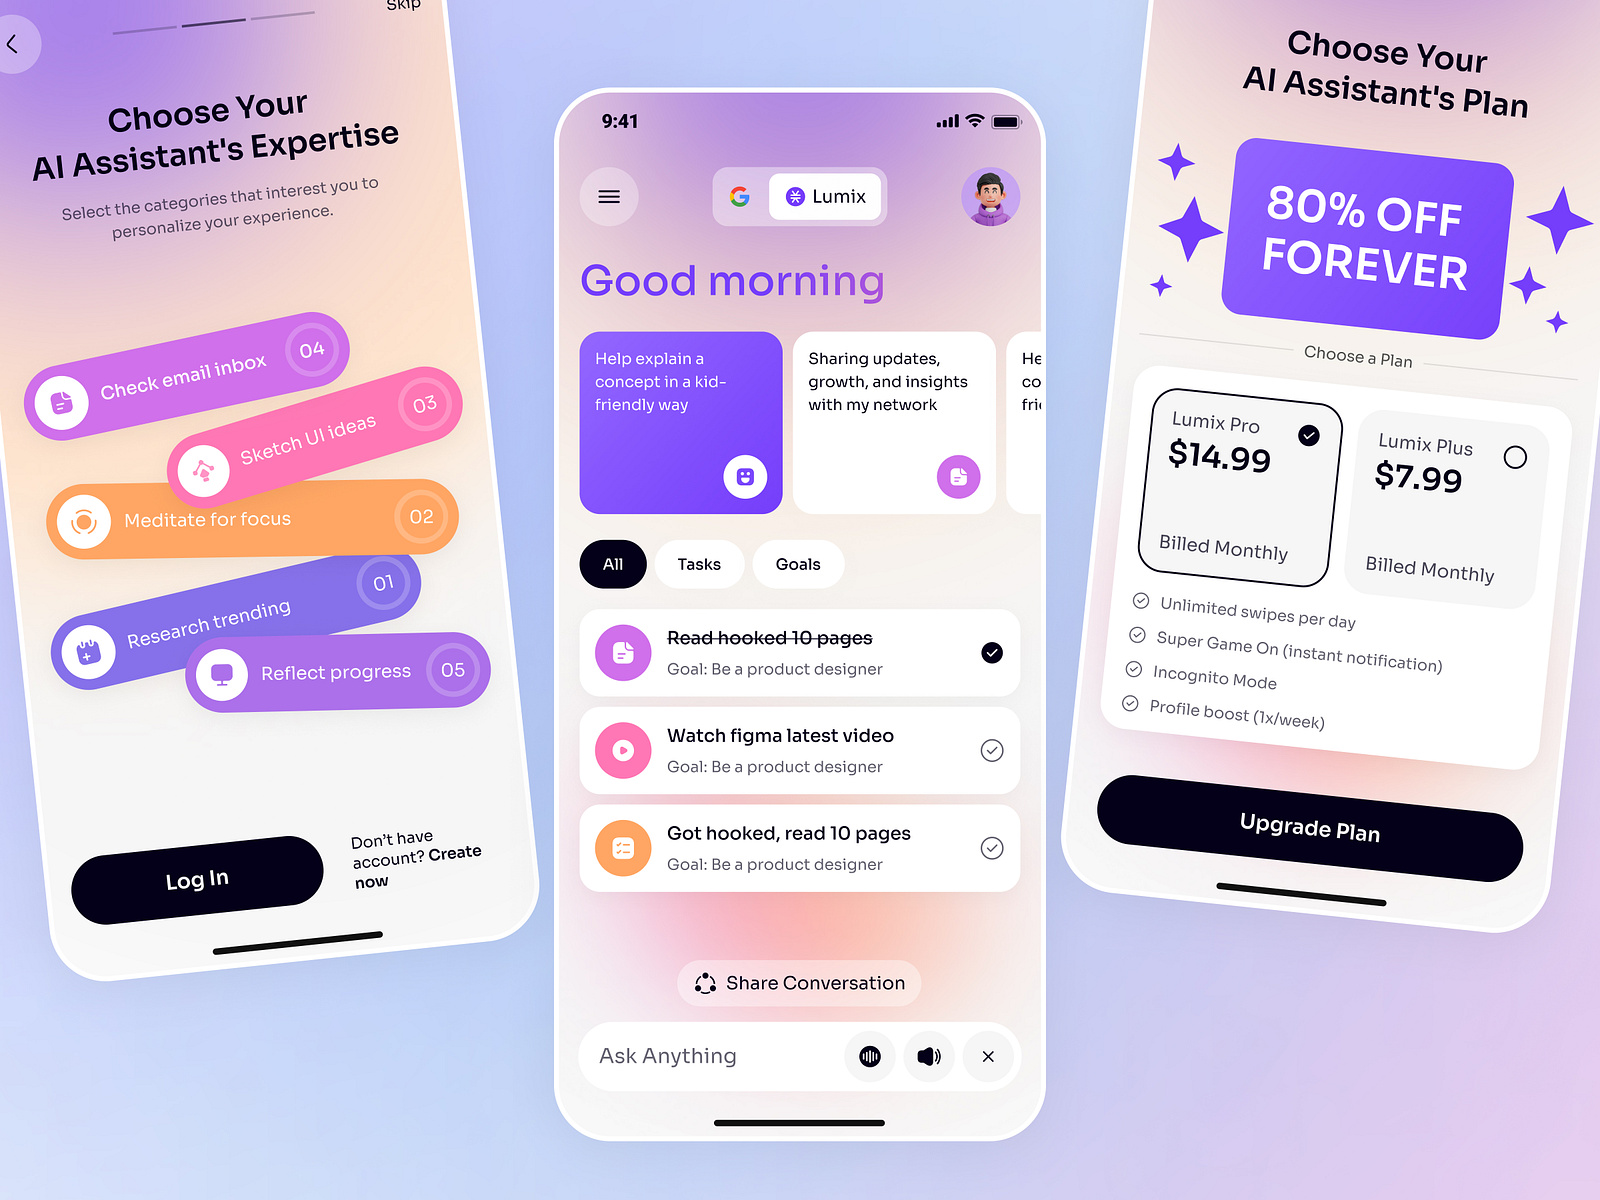 Skip
Choose Your
AI Assistant's Expertise
Select the categories that interest you to
personalize your experience.
Check email inbox
04
Sketch UI ideas
03
Meditate for focus
02
Research trending
01
Reflect progress
05
Log In
Don't have
account? Create
now
9:41
Lumix
Good morning
Help explain a
concept in a kid-
friendly way
Sharing updates,
growth, and insights
with my network
He
co
frie
All
Tasks
Goals
Read hooked 10 pages
Goal: Be a product designer
Watch figma latest video
Goal: Be a product designer
Got hooked, read 10 pages
Goal: Be a product designer
Share Conversation
Ask Anything
Choose Your
AI Assistant's Plan
80% OFF
FOREVER
Choose a Plan
Lumix Pro
$14.99
Billed Monthly
Lumix Plus
$7.99
Billed Monthly
Unlimited swipes per day
Super Game On (instant notification)
Incognito Mode
Profile boost (1x/week)
Upgrade Plan